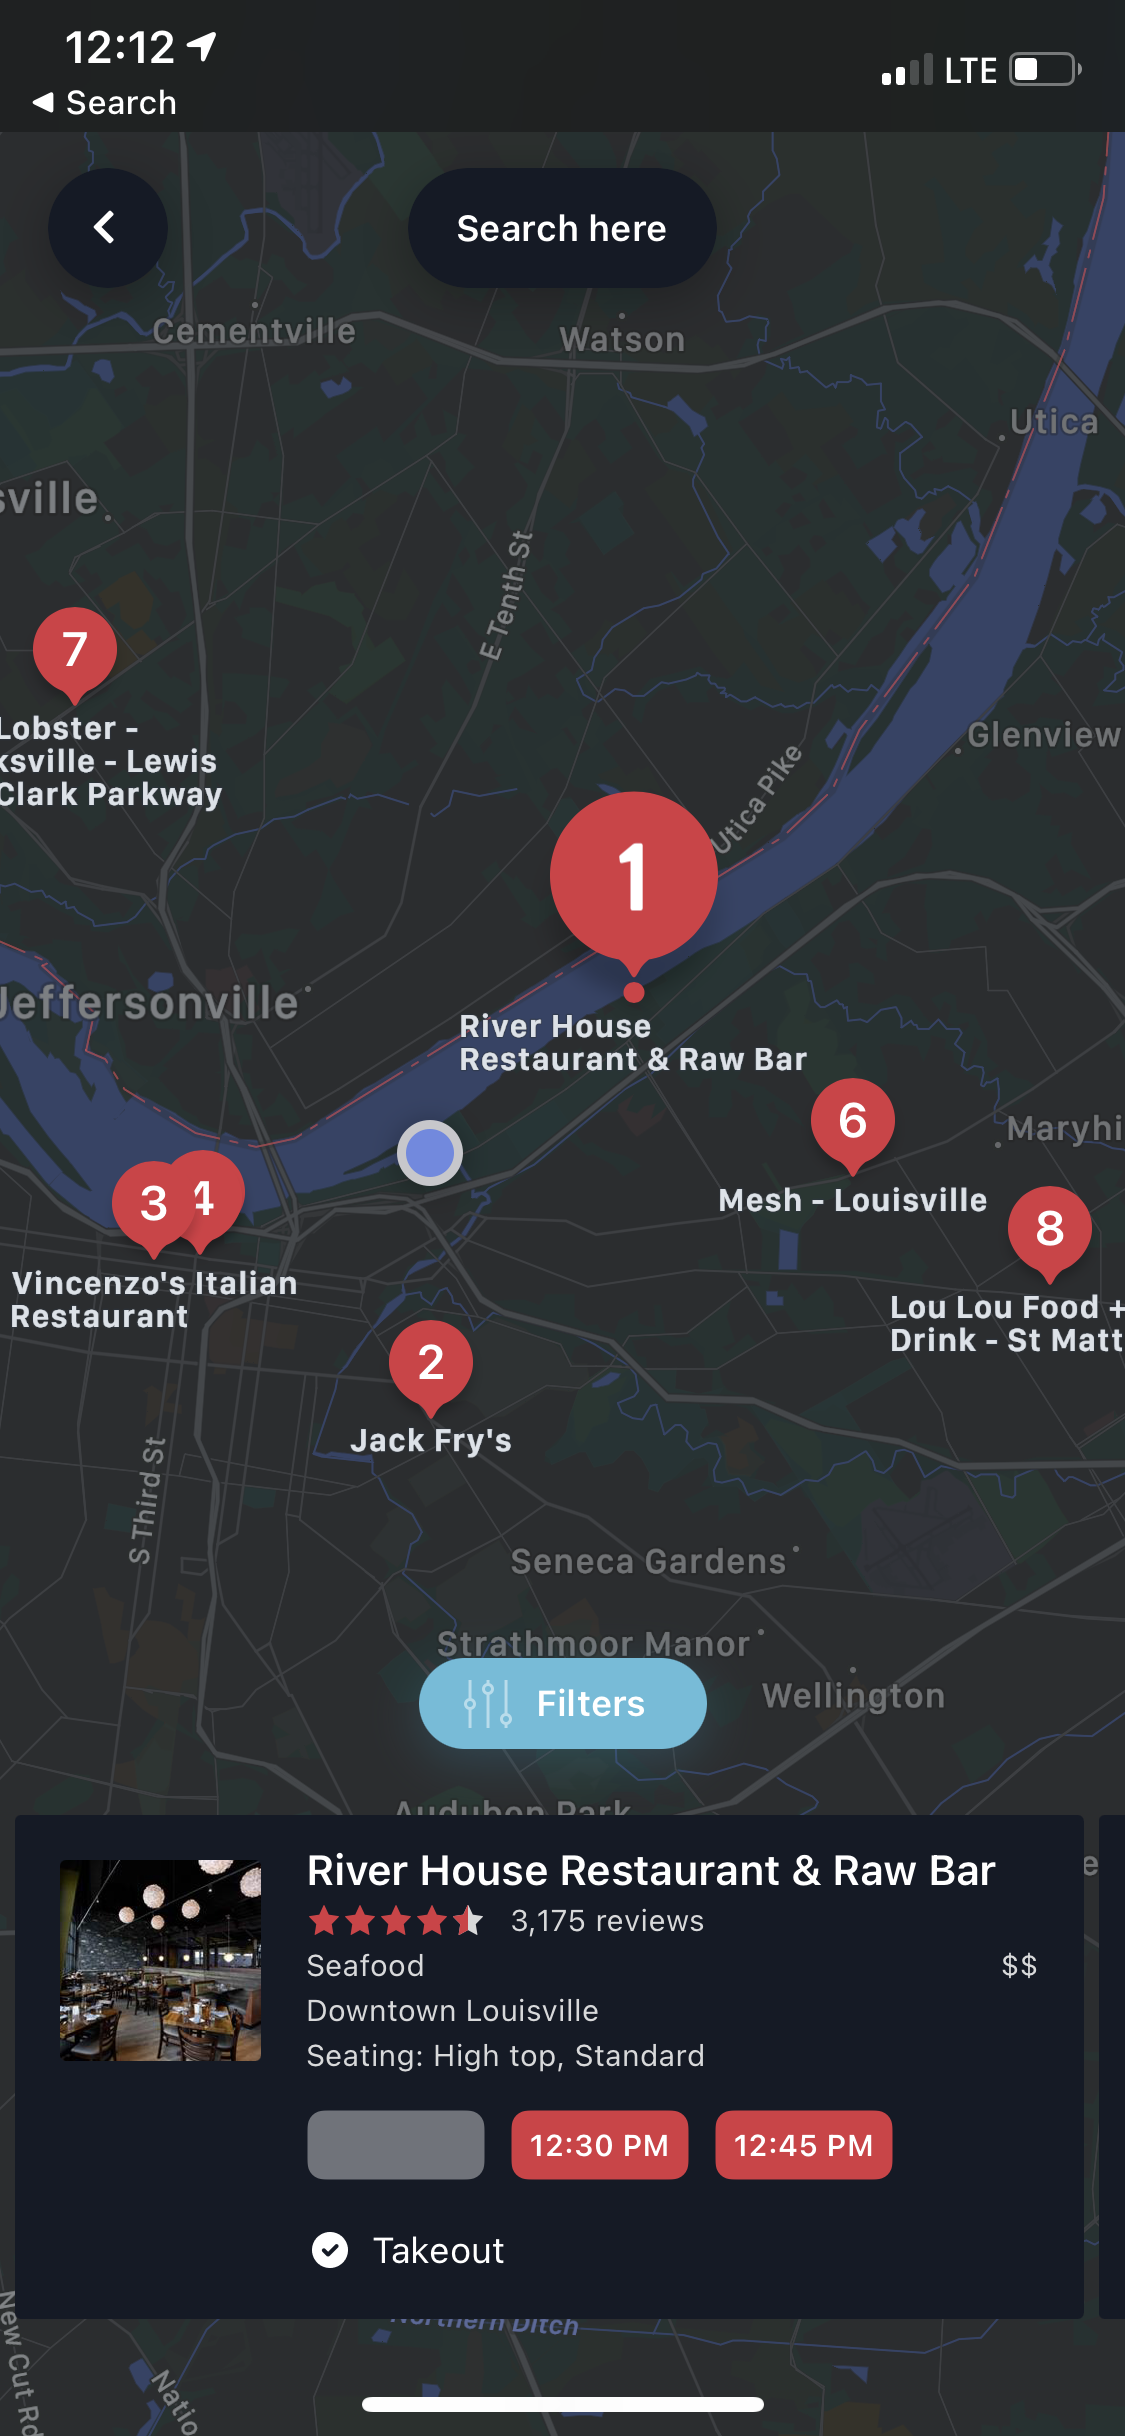 12:12
LTE
Search
Search here
Cementville
Watson
Utica
sville
E Tenth St
7
Lobster -
ksville - Lewis
Clark Parkway
Glenview
Utica Pike
1
Jeffersonville
River House
Restaurant & Raw Bar
6
Maryhi
Mesh - Louisville
3
4
8
Vincenzo's Italian
Restaurant
Lou Lou Food +
Drink - St Matt
2
Jack Fry's
S Third St
Seneca Gardens
Strathmoor Manor
Wellington
Filters
Audubon Park
e
River House Restaurant & Raw Bar
3,175 reviews
Seafood
$$
Downtown Louisville
Seating: High top, Standard
12:30 PM
12:45 PM
Takeout
Northern Ditch
New Cut Rd
Natio